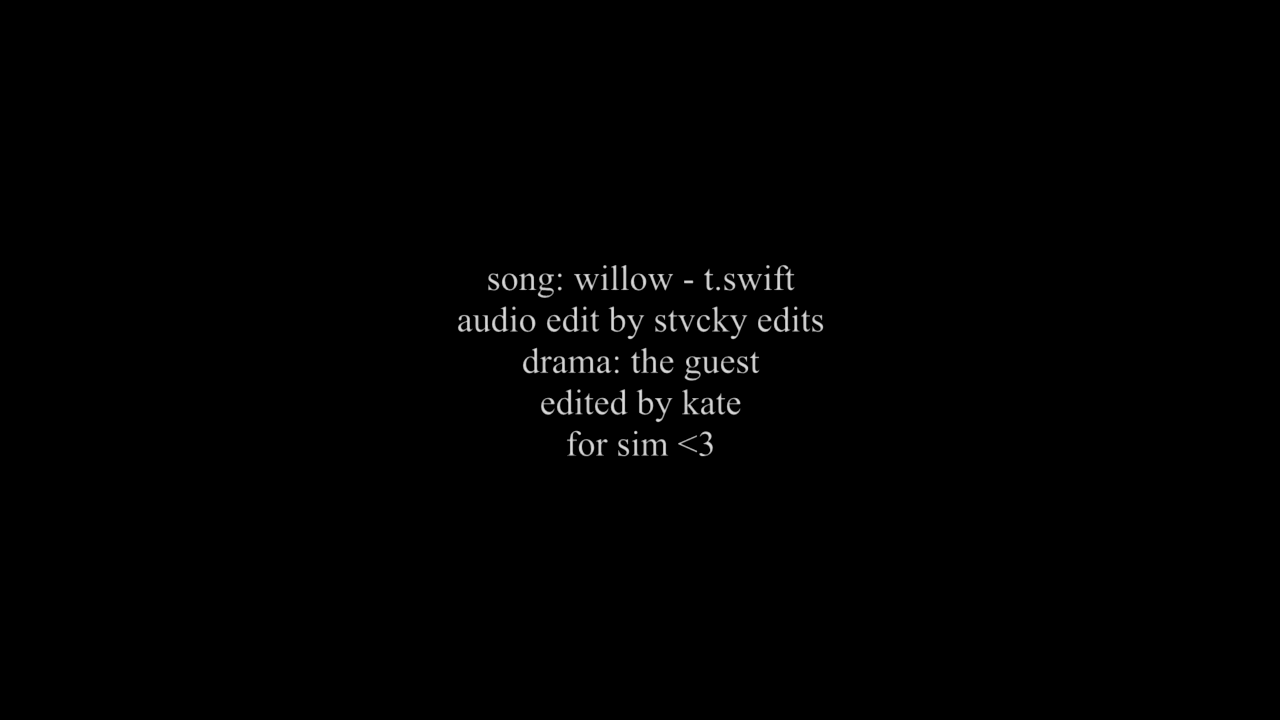 song: willow - t.swift
audio edit by stvcky edits
drama: the guest
edited by kate
for sim <3